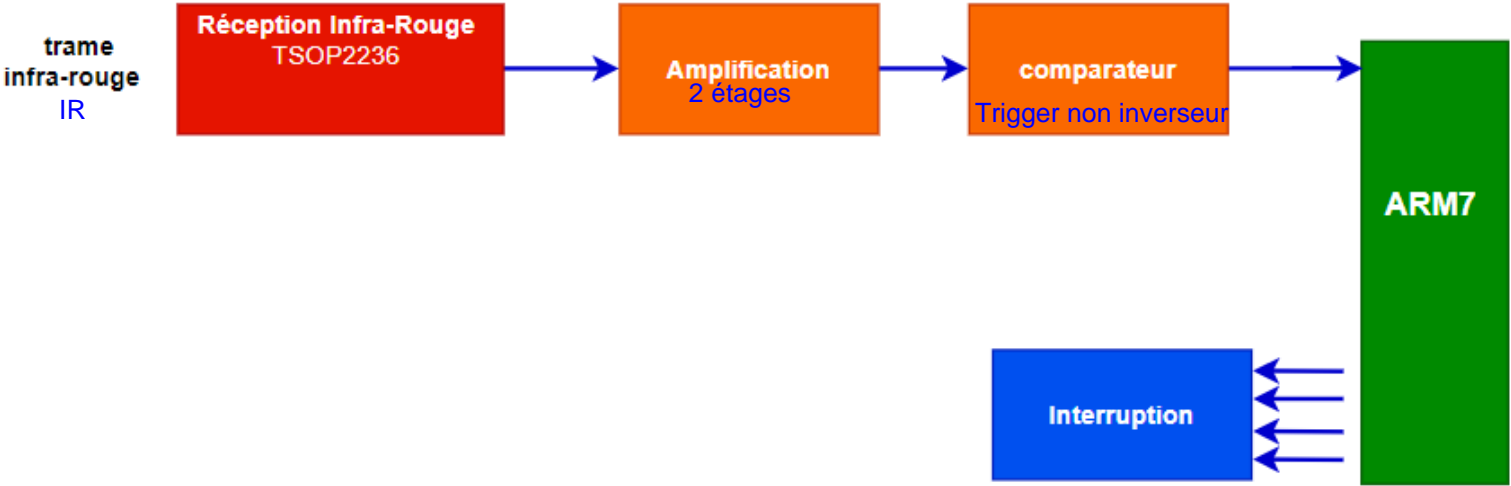 trame
infra-rouge
IR
Réception Infra-Rouge
TSOP2236
Amplification
2 étages
comparateur
Trigger non inverseur
ARM7
Interruption